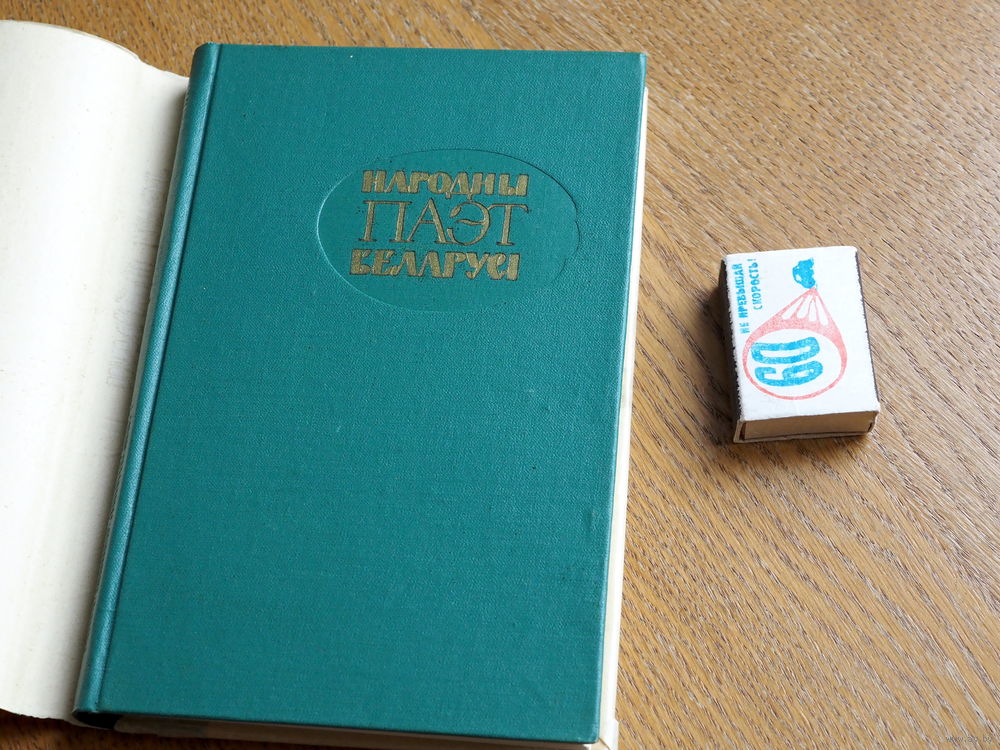 НАРОДНЫ
ПАЭТ
БЕЛАРУСІ
НЕ ПРЕВЫШАЙ
СКОРОСТЬ!
60